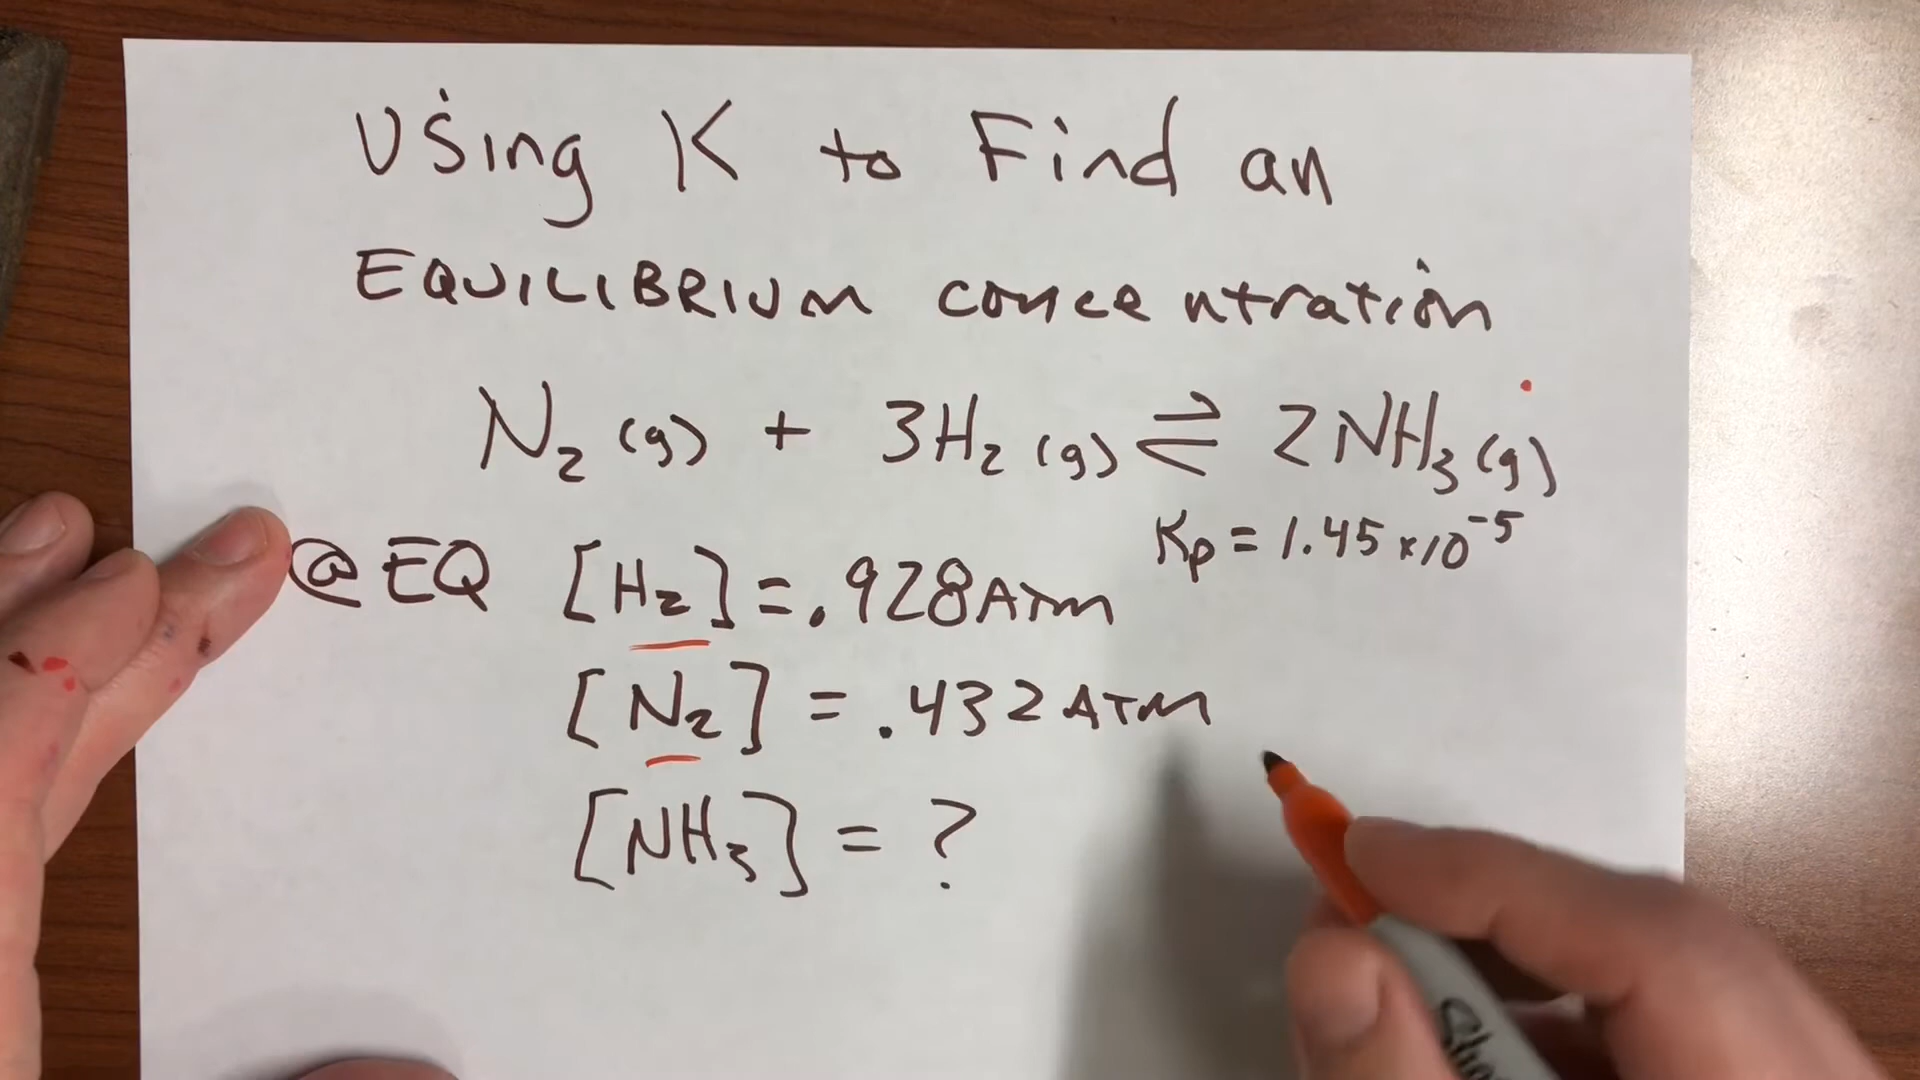 Using K to Find an
EQUILIBRIUM concentration
N₂ (g) + 3H₂ (g) ⇌ 2NH₃ (g)
Kp = 1.45 × 10⁻⁵
@EQ [H₂] = .928 ATM
[N₂] = .432 ATM
[NH₃] = ?